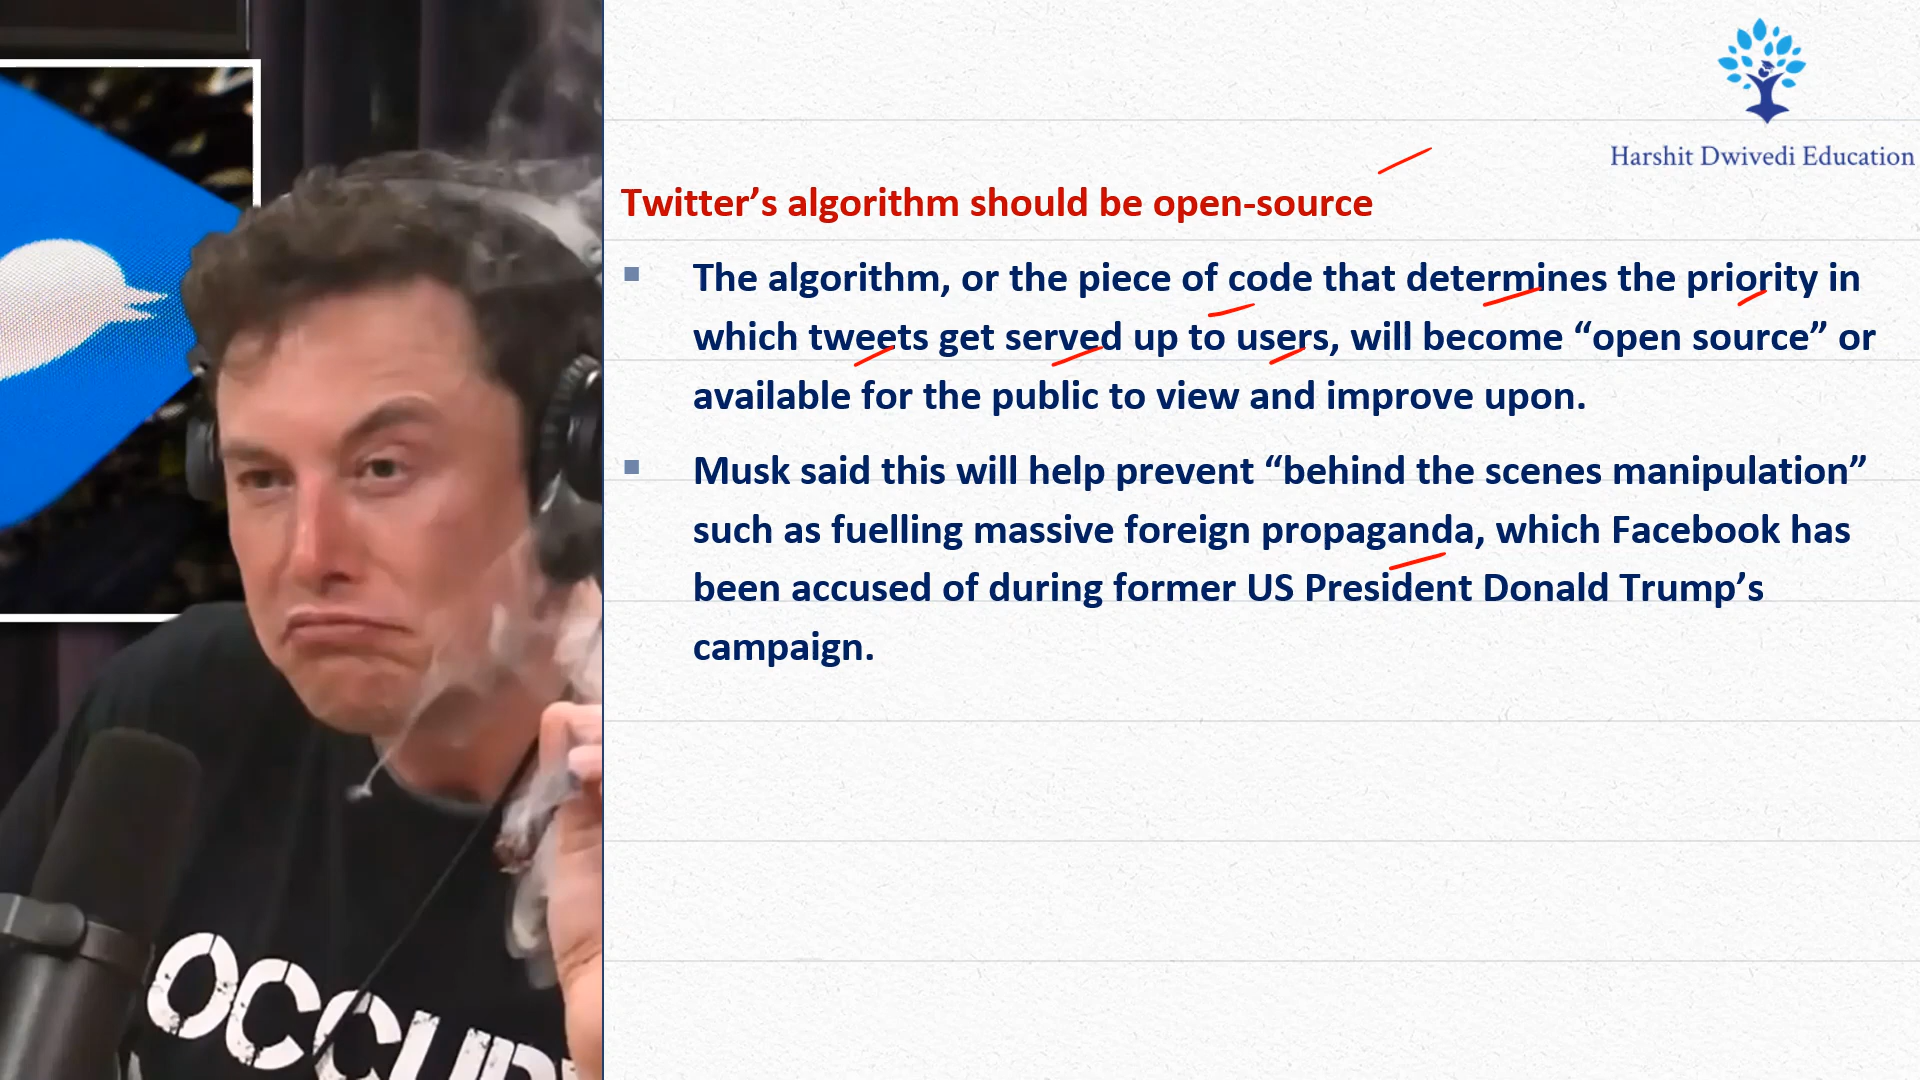 Harshit Dwivedi Education
Twitter’s algorithm should be open-source
The algorithm, or the piece of code that determines the priority in
which tweets get served up to users, will become “open source” or
available for the public to view and improve upon.
Musk said this will help prevent “behind the scenes manipulation”
such as fuelling massive foreign propaganda, which Facebook has
been accused of during former US President Donald Trump’s
campaign.